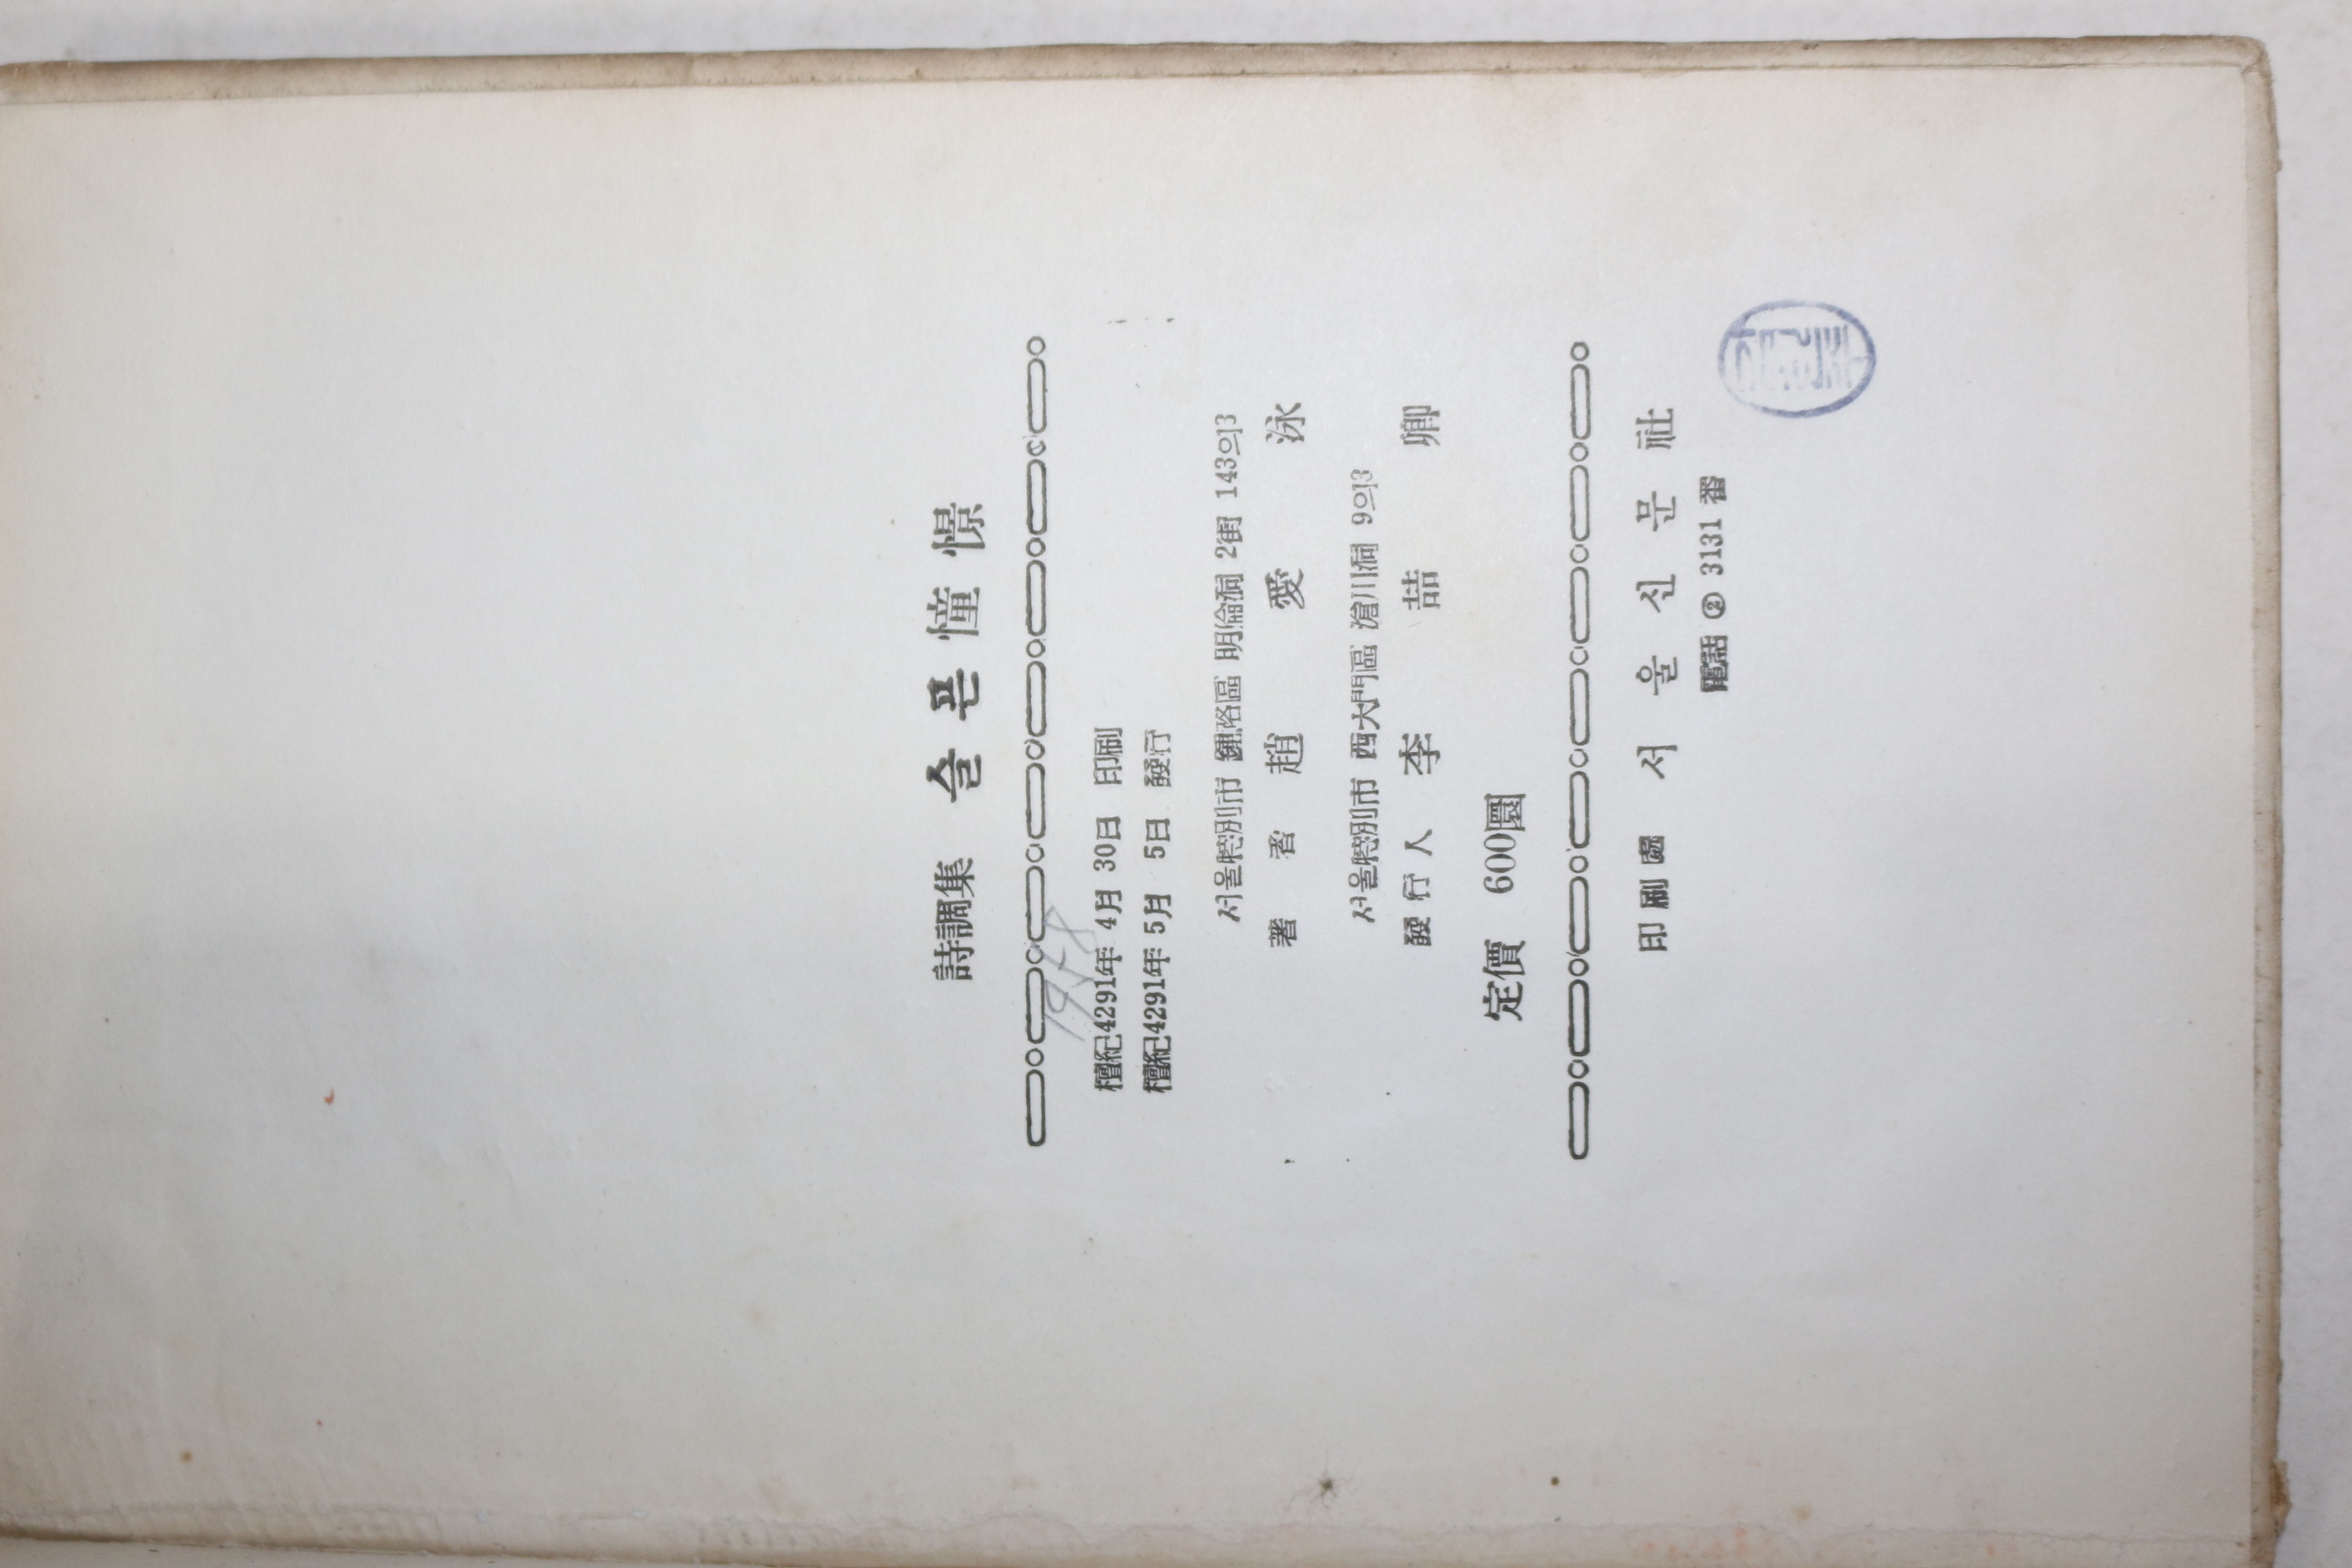 詩調集 슬픈 憧憬
1958
檀紀4291年 4月 30日 印刷
檀紀4291年 5月 5日 發行
서울特別市 鍾路區 明倫洞 2街 143의3
著者 趙愛泳
서울特別市 西大門區 滄川洞 9의3
發行人 李喆卿
定價 600圜
印刷處 서울신문社
電話 ② 3131 番